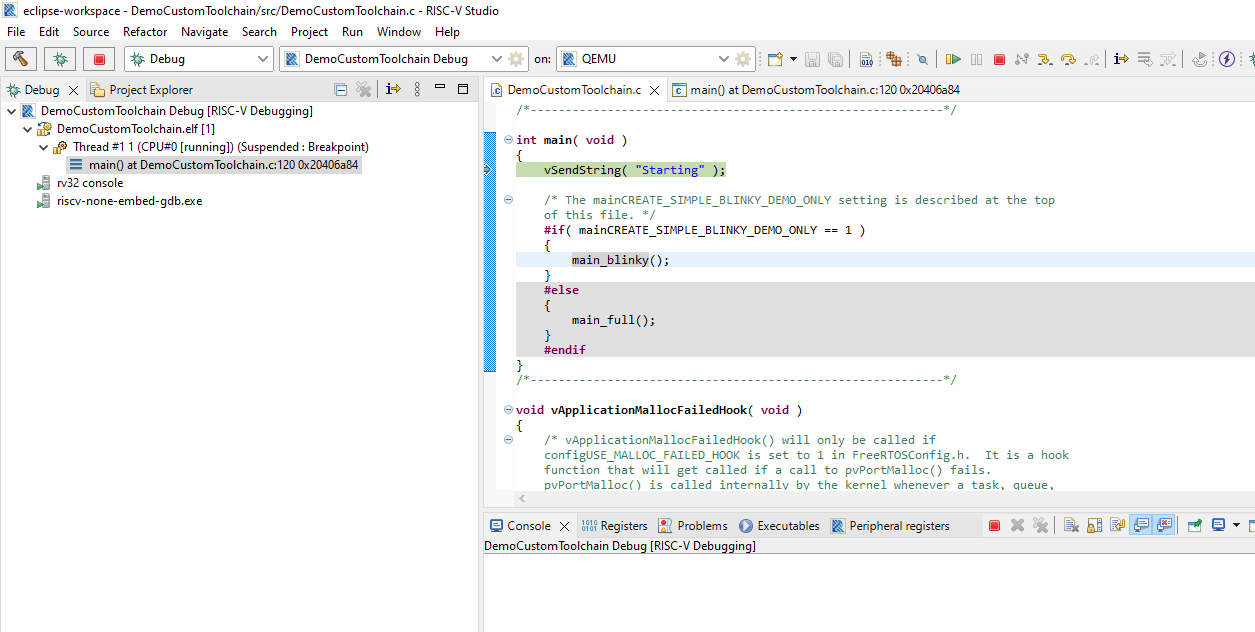 eclipse-workspace - DemoCustomToolchain/src/DemoCustomToolchain.c - RISC-V Studio
File Edit Source Refactor Navigate Search Project Run Window Help
Debug DemoCustomToolchain Debug on: QEMU
Debug Project Explorer
DemoCustomToolchain Debug [RISC-V Debugging]
DemoCustomToolchain.elf [1]
Thread #1 1 (CPU#0 [running]) (Suspended : Breakpoint)
main() at DemoCustomToolchain.c:120 0x20406a84
rv32 console
riscv-none-embed-gdb.exe
DemoCustomToolchain.c main() at DemoCustomToolchain.c:120 0x20406a84
/*-----------------------------------------------------------*/
int main( void )
{
vSendString( "Starting" );
/* The mainCREATE_SIMPLE_BLINKY_DEMO_ONLY setting is described at the top
of this file. */
#if( mainCREATE_SIMPLE_BLINKY_DEMO_ONLY == 1 )
{
main_blinky();
}
#else
{
main_full();
}
#endif
}
/*-----------------------------------------------------------*/
void vApplicationMallocFailedHook( void )
{
/* vApplicationMallocFailedHook() will only be called if
configUSE_MALLOC_FAILED_HOOK is set to 1 in FreeRTOSConfig.h.  It is a hook
function that will get called if a call to pvPortMalloc() fails.
pvPortMalloc() is called internally by the kernel whenever a task, queue,
Console Registers Problems Executables Peripheral registers
DemoCustomToolchain Debug [RISC-V Debugging]